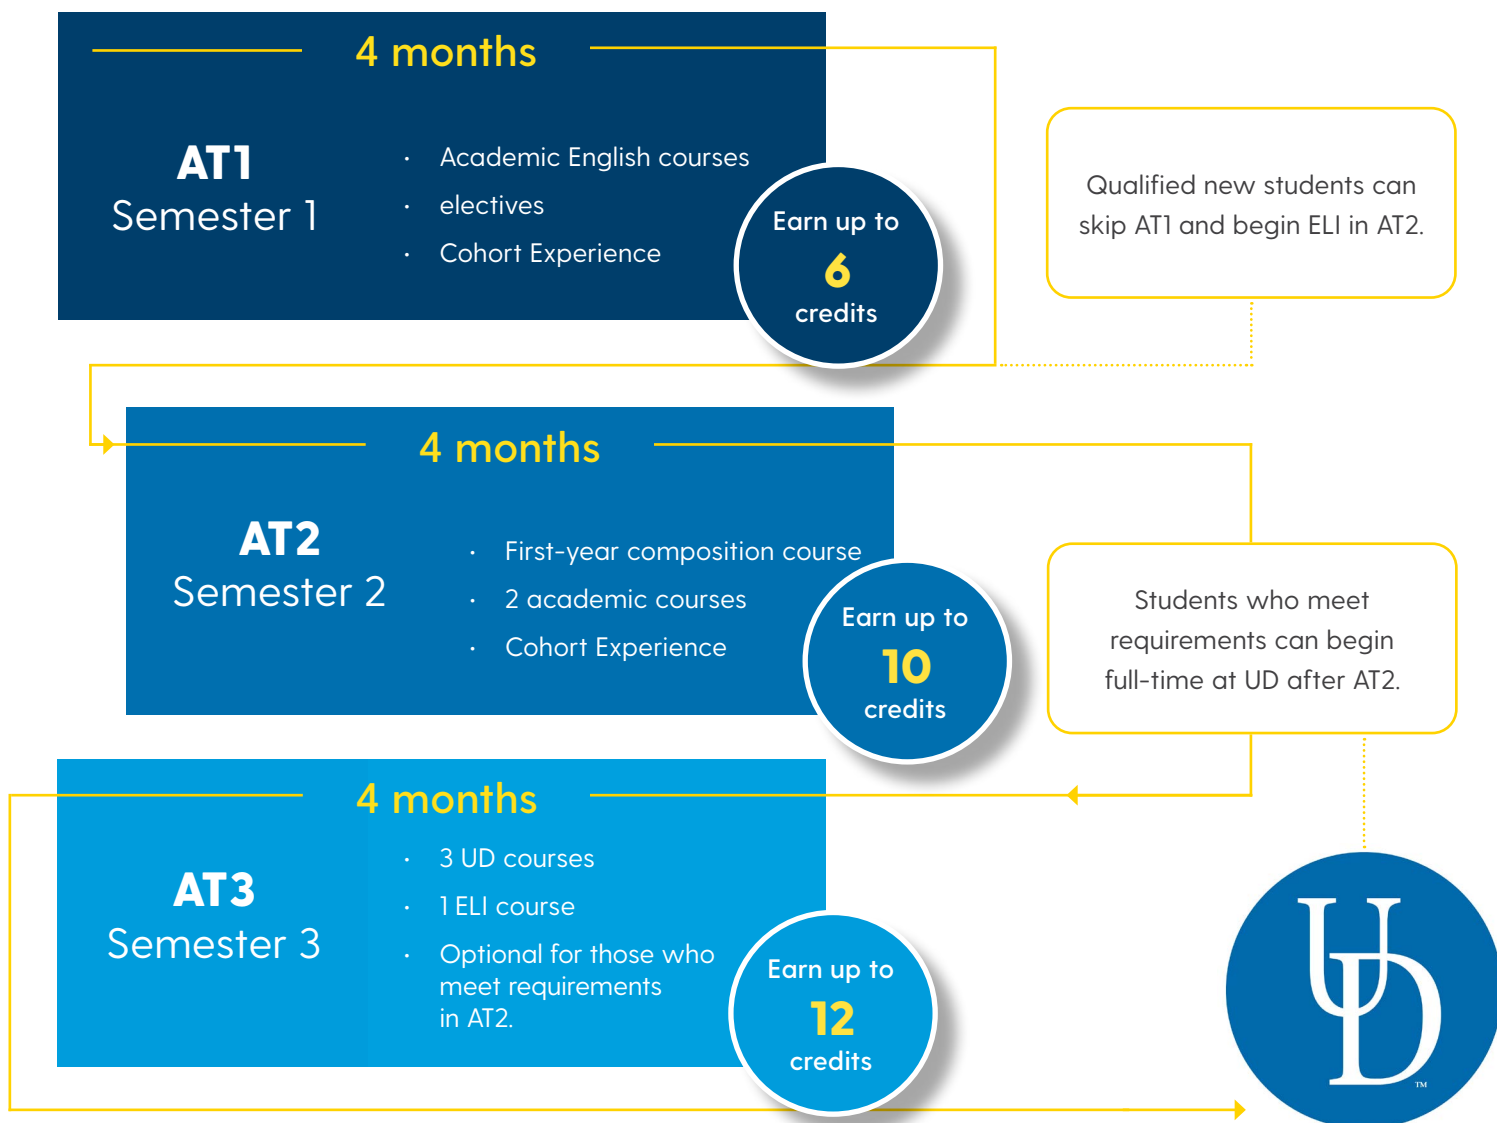 4 months
AT1
Semester 1
· Academic English courses
· electives
· Cohort Experience
Earn up to
6
credits
Qualified new students can
skip AT1 and begin ELI in AT2.
4 months
AT2
Semester 2
· First-year composition course
· 2 academic courses
· Cohort Experience
Earn up to
10
credits
Students who meet
requirements can begin
full-time at UD after AT2.
4 months
AT3
Semester 3
· 3 UD courses
· 1 ELI course
· Optional for those who
meet requirements
in AT2.
Earn up to
12
credits
UD
™